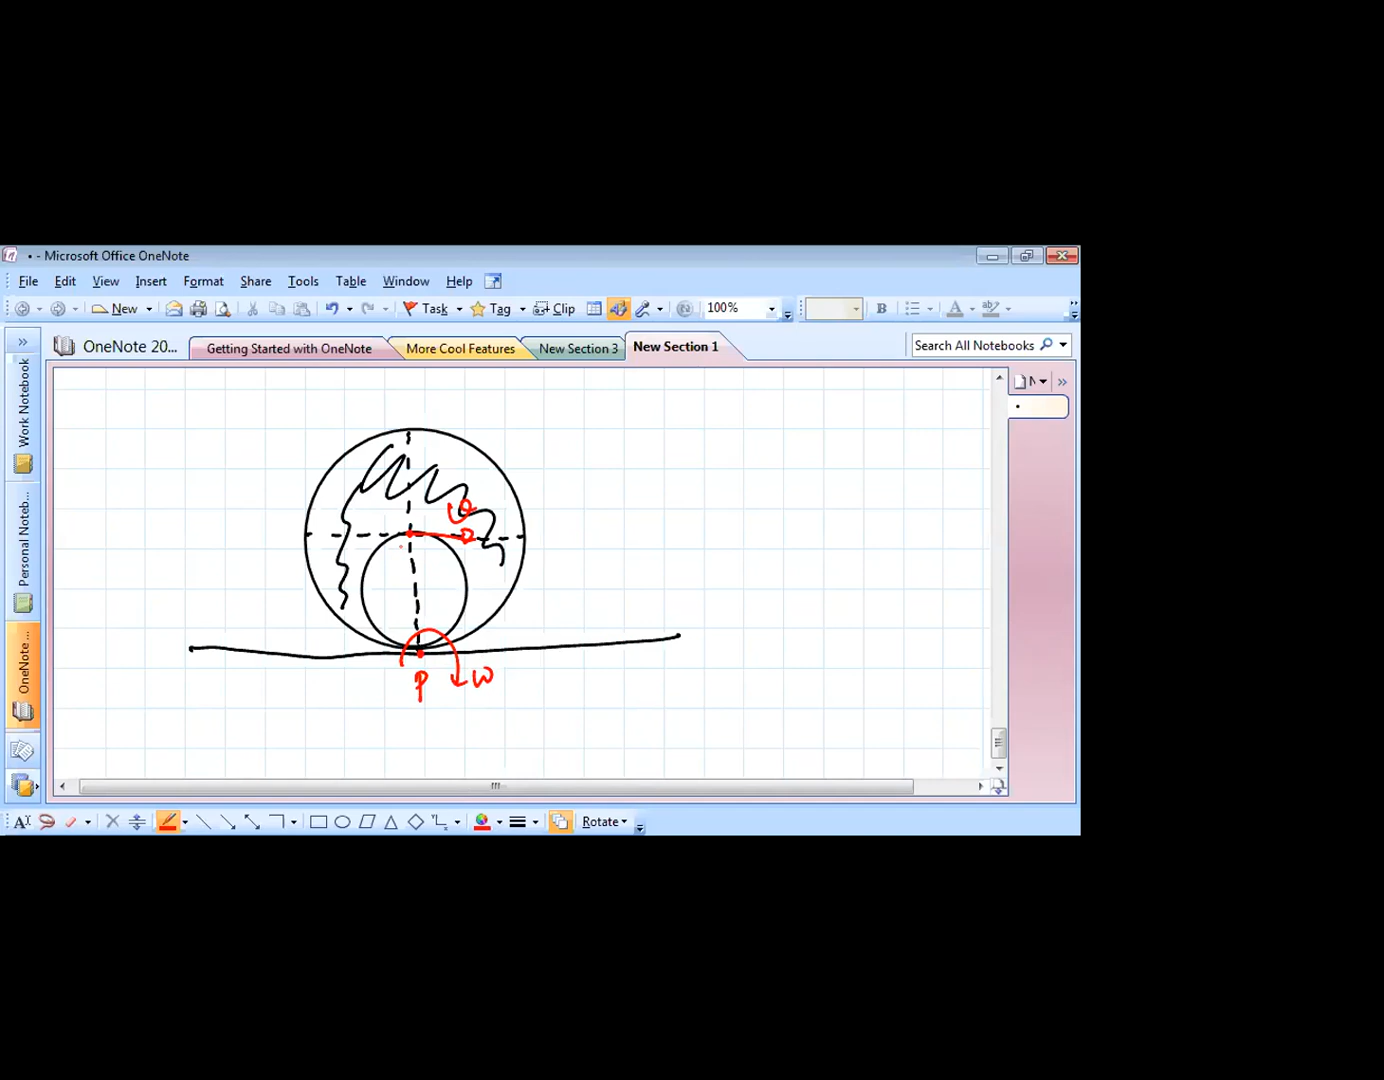 • - Microsoft Office OneNote
File Edit View Insert Format Share Tools Table Window Help
New Task Tag Clip 100% B A ab
OneNote 20... Getting Started with OneNote More Cool Features New Section 3 New Section 1 Search All Notebooks
Work Notebook
Personal Noteb...
OneNote ...
P ω
A Rotate